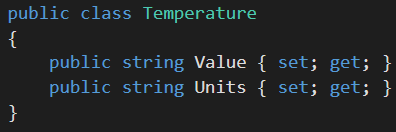 public class Temperature
{
    public string Value { set; get; }
    public string Units { set; get; }
}